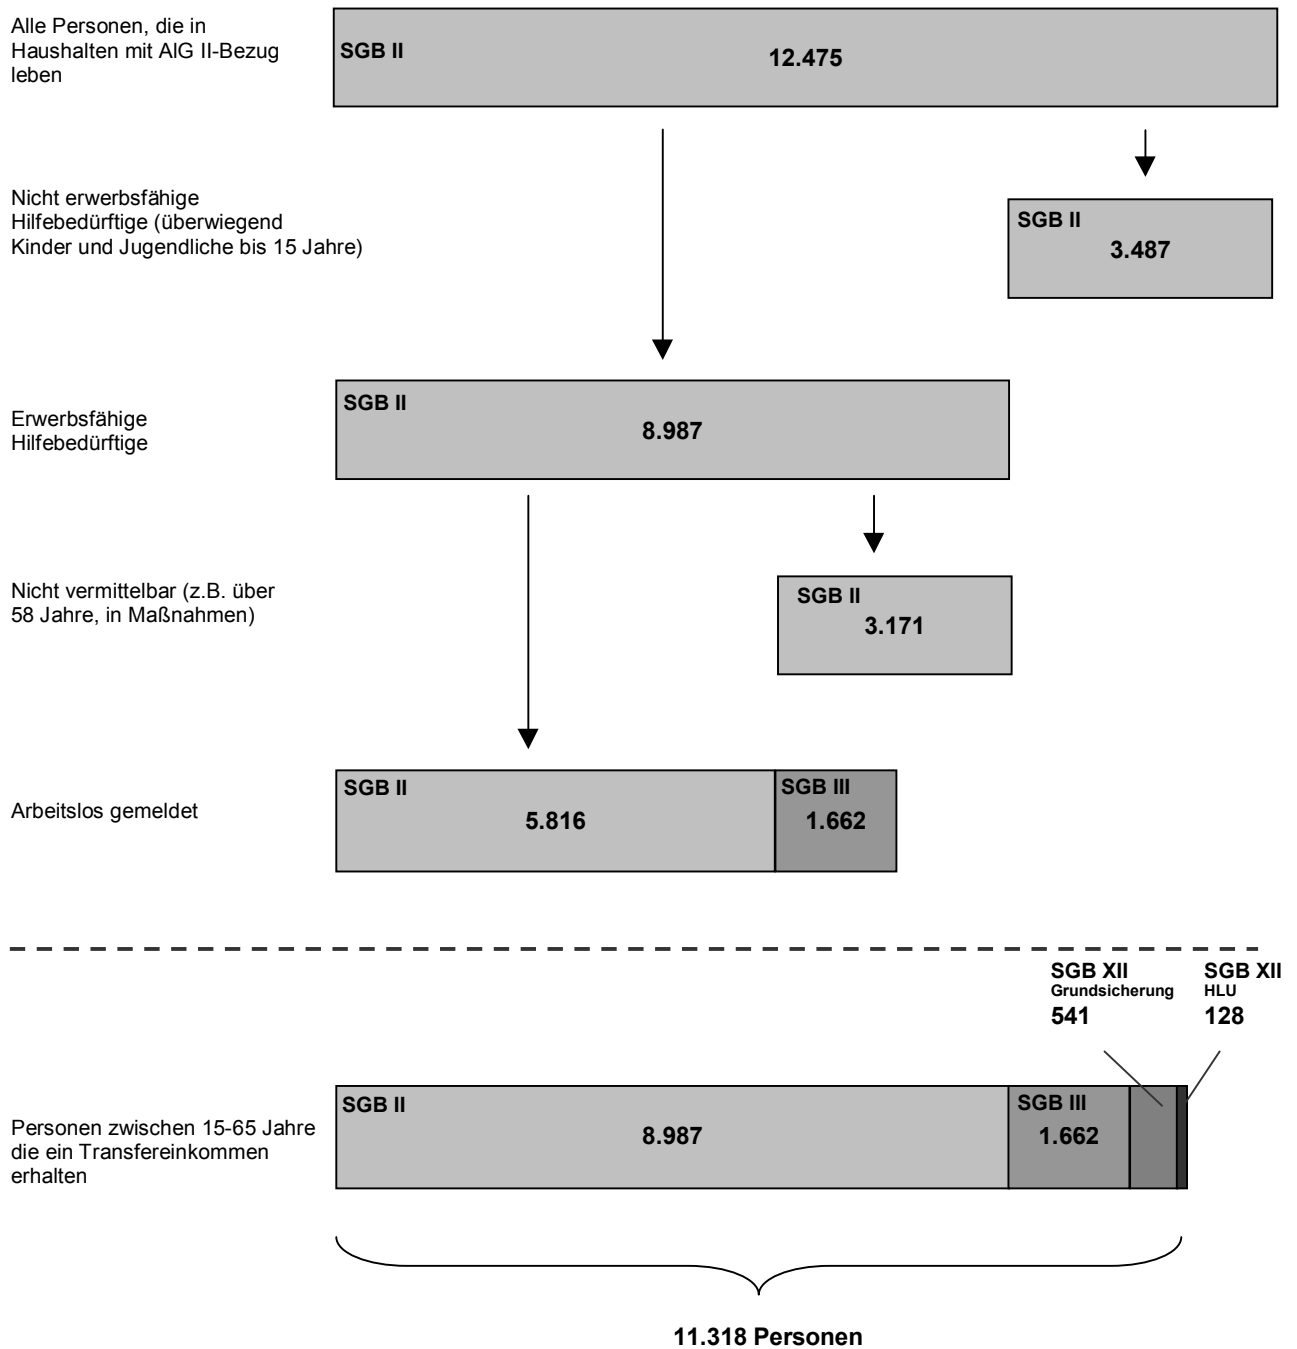 Alle Personen, die in
Haushalten mit AlG II-Bezug
leben
SGB II
12.475
Nicht erwerbsfähige
Hilfebedürftige (überwiegend
Kinder und Jugendliche bis 15 Jahre)
SGB II
3.487
Erwerbsfähige
Hilfebedürftige
SGB II
8.987
Nicht vermittelbar (z.B. über
58 Jahre, in Maßnahmen)
SGB II
3.171
Arbeitslos gemeldet
SGB II
5.816
SGB III
1.662
SGB XII
Grundsicherung
541
SGB XII
HLU
128
Personen zwischen 15-65 Jahre
die ein Transfereinkommen
erhalten
SGB II
8.987
SGB III
1.662
11.318 Personen